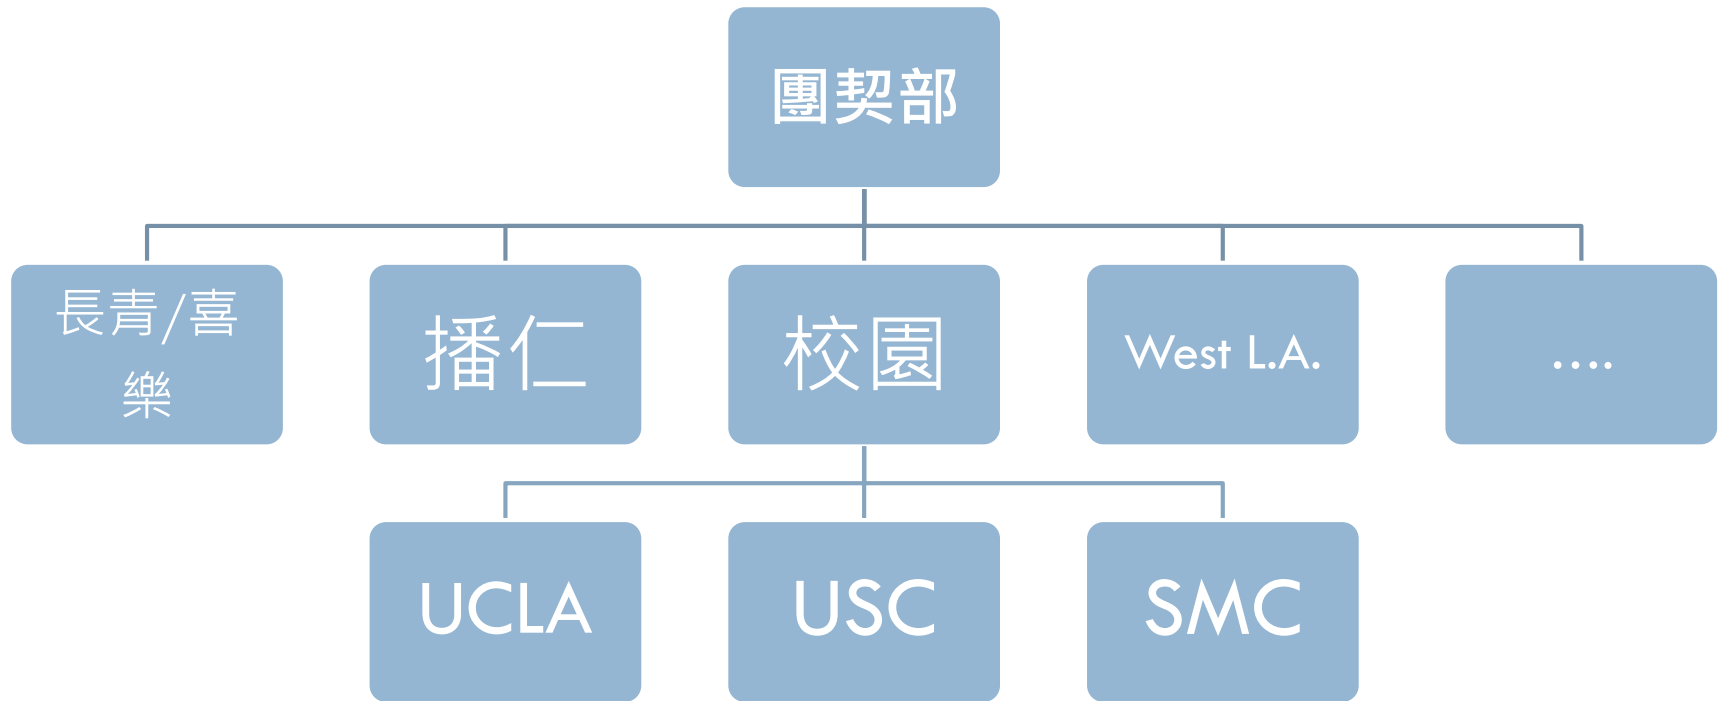 團契部
長青/喜
樂
播仁
校園
West L.A.
....
UCLA
USC
SMC